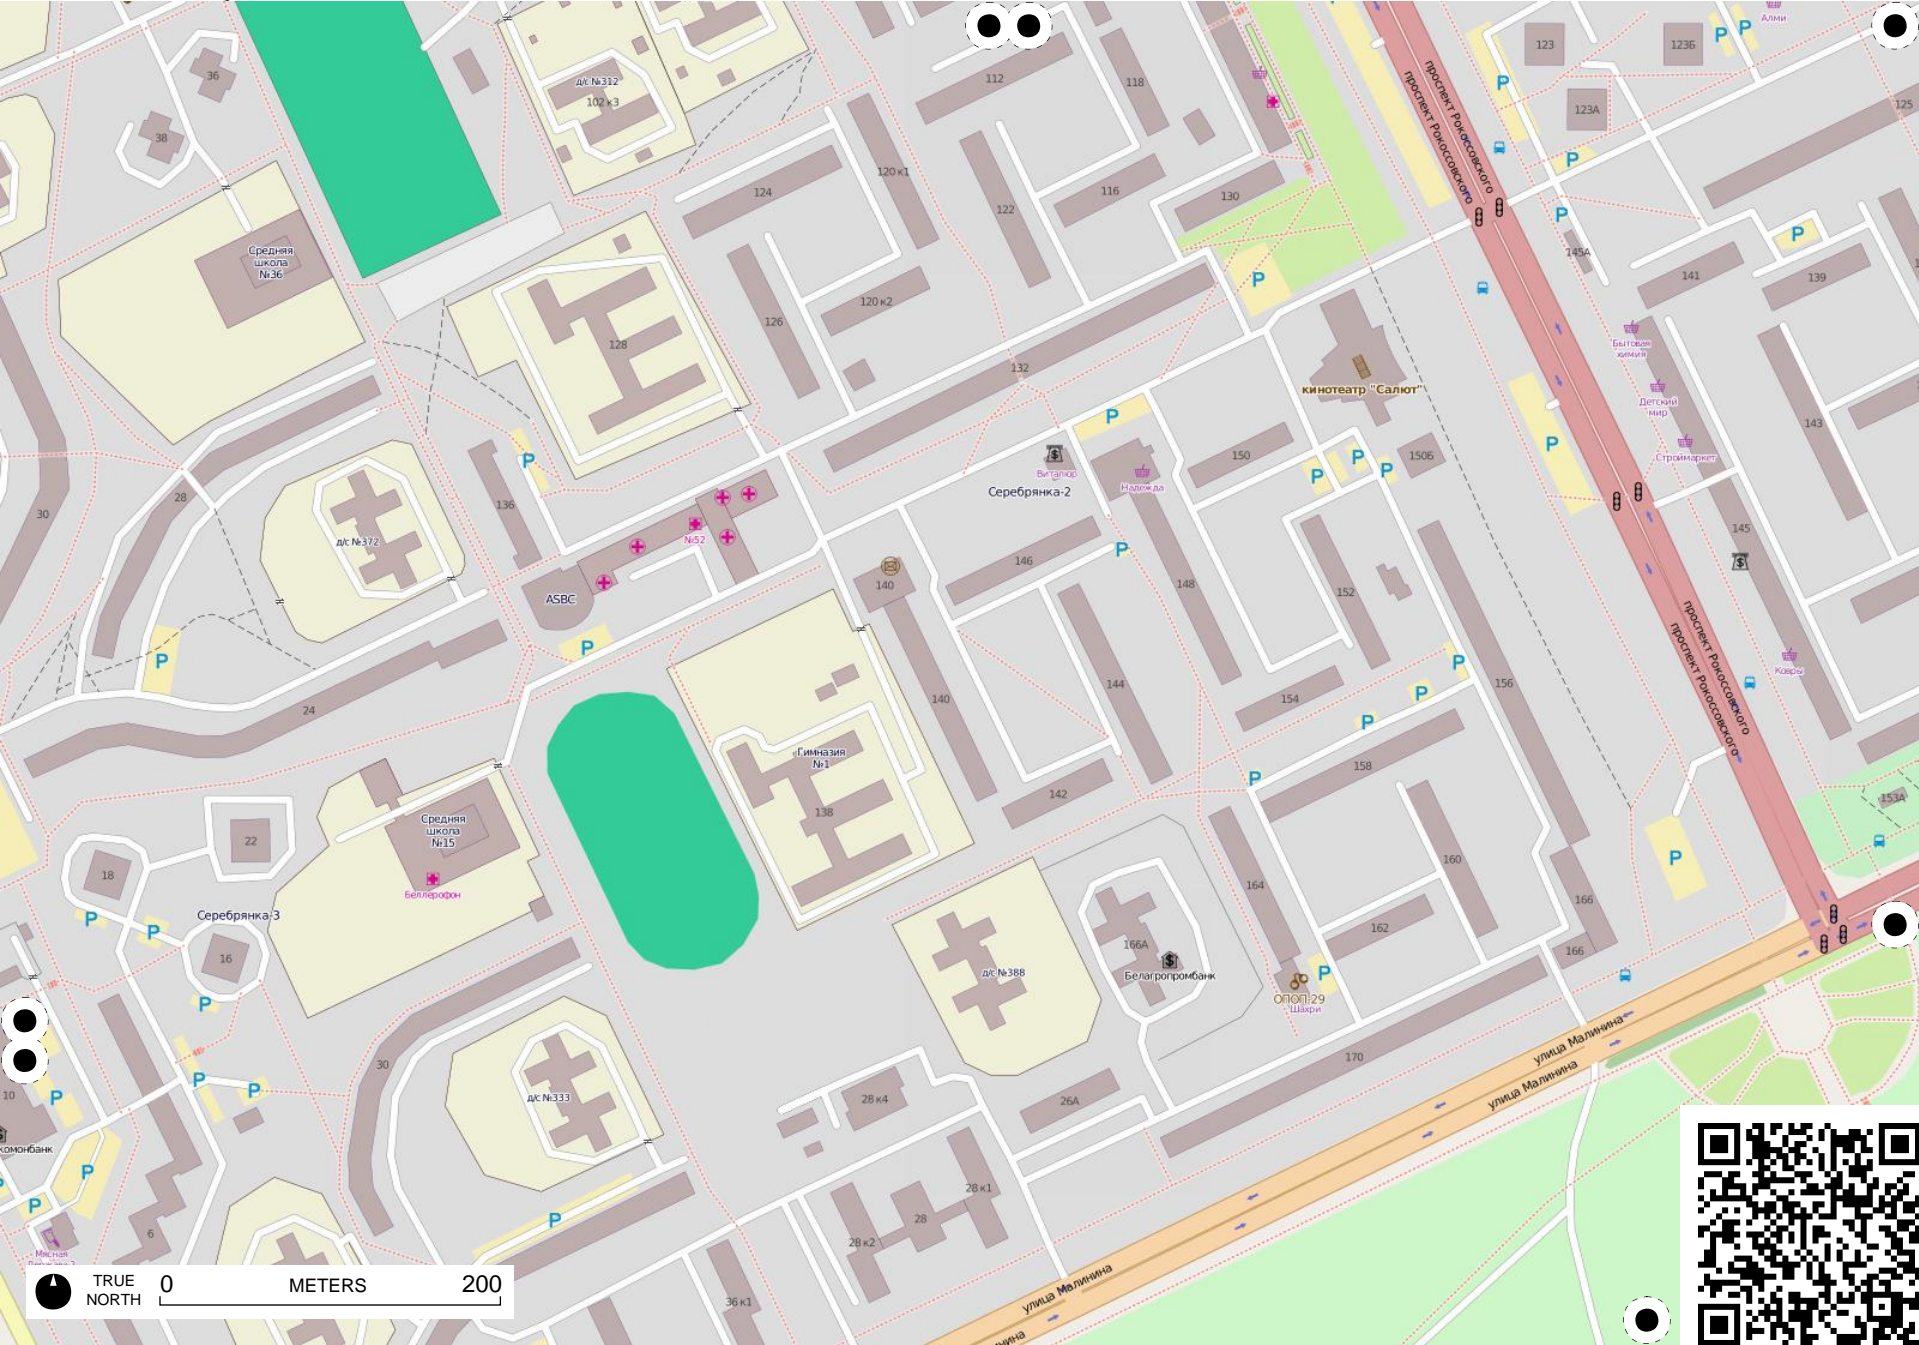 Алми
36
д/с №312
102 к3
112
118
проспект Рокоссовского
проспект Рокоссовского
123
123Б
P
P
P
38
123А
125
124
120 к1
122
116
130
P
P
145А
P
Средняя
школа
№36
141
139
P
120 к2
126
128
132
Бытовая
химия
кинотеатр "Салют"
Детский
мир
P
143
150
150Б
P
Строймаркет
P
P
P
P
Виталюр
Надежда
Серебрянка-2
28
30
136
№52
145
д/с №372
146
P
148
152
140
ASBC
P
P
P
Ковры
проспект Рокоссовского
проспект Рокоссовского
24
140
144
154
P
P
156
Гимназия
№1
138
142
P
158
153А
Средняя
школа
№15
22
18
Беллерофон
160
P
164
166
Серебрянка-3
P
P
16
162
166А
166
Белагропромбанк
д/с №388
P
ОПОП-29
Шахри
P
улица Малинина
улица Малинина
170
30
10
P
P
P
д/с №333
28 к4
26А
комонбанк
P
P
P
6
Мясная
28 к1
28
28 к2
36 к1
улица Малинина
TRUE
NORTH
0 METERS 200